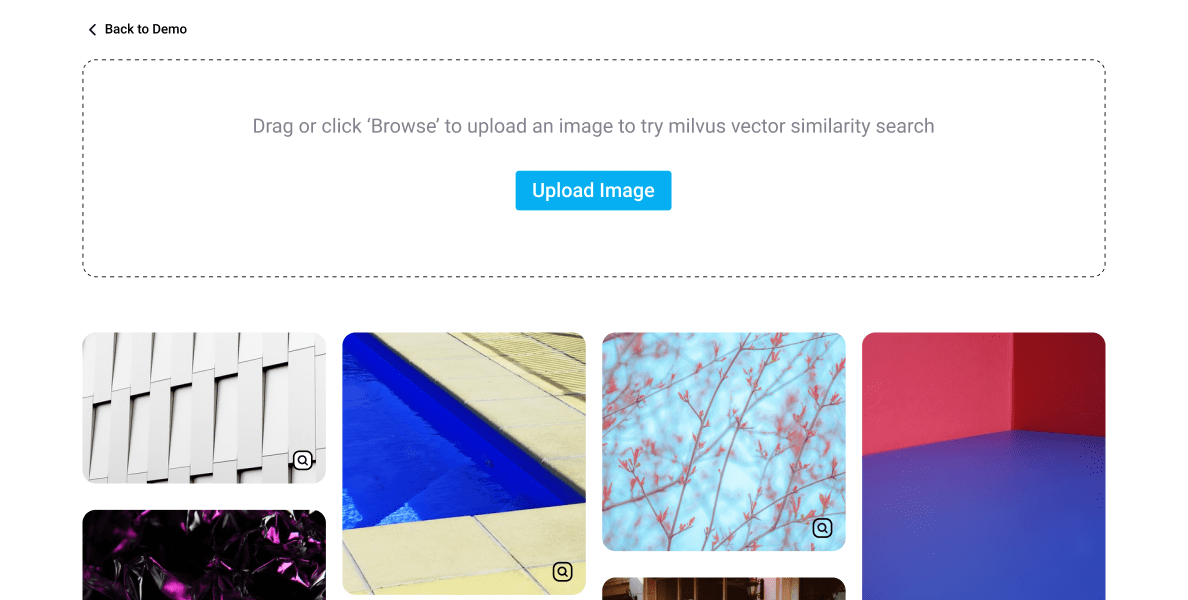 Back to Demo
Drag or click ‘Browse’ to upload an image to try milvus vector similarity search
Upload Image